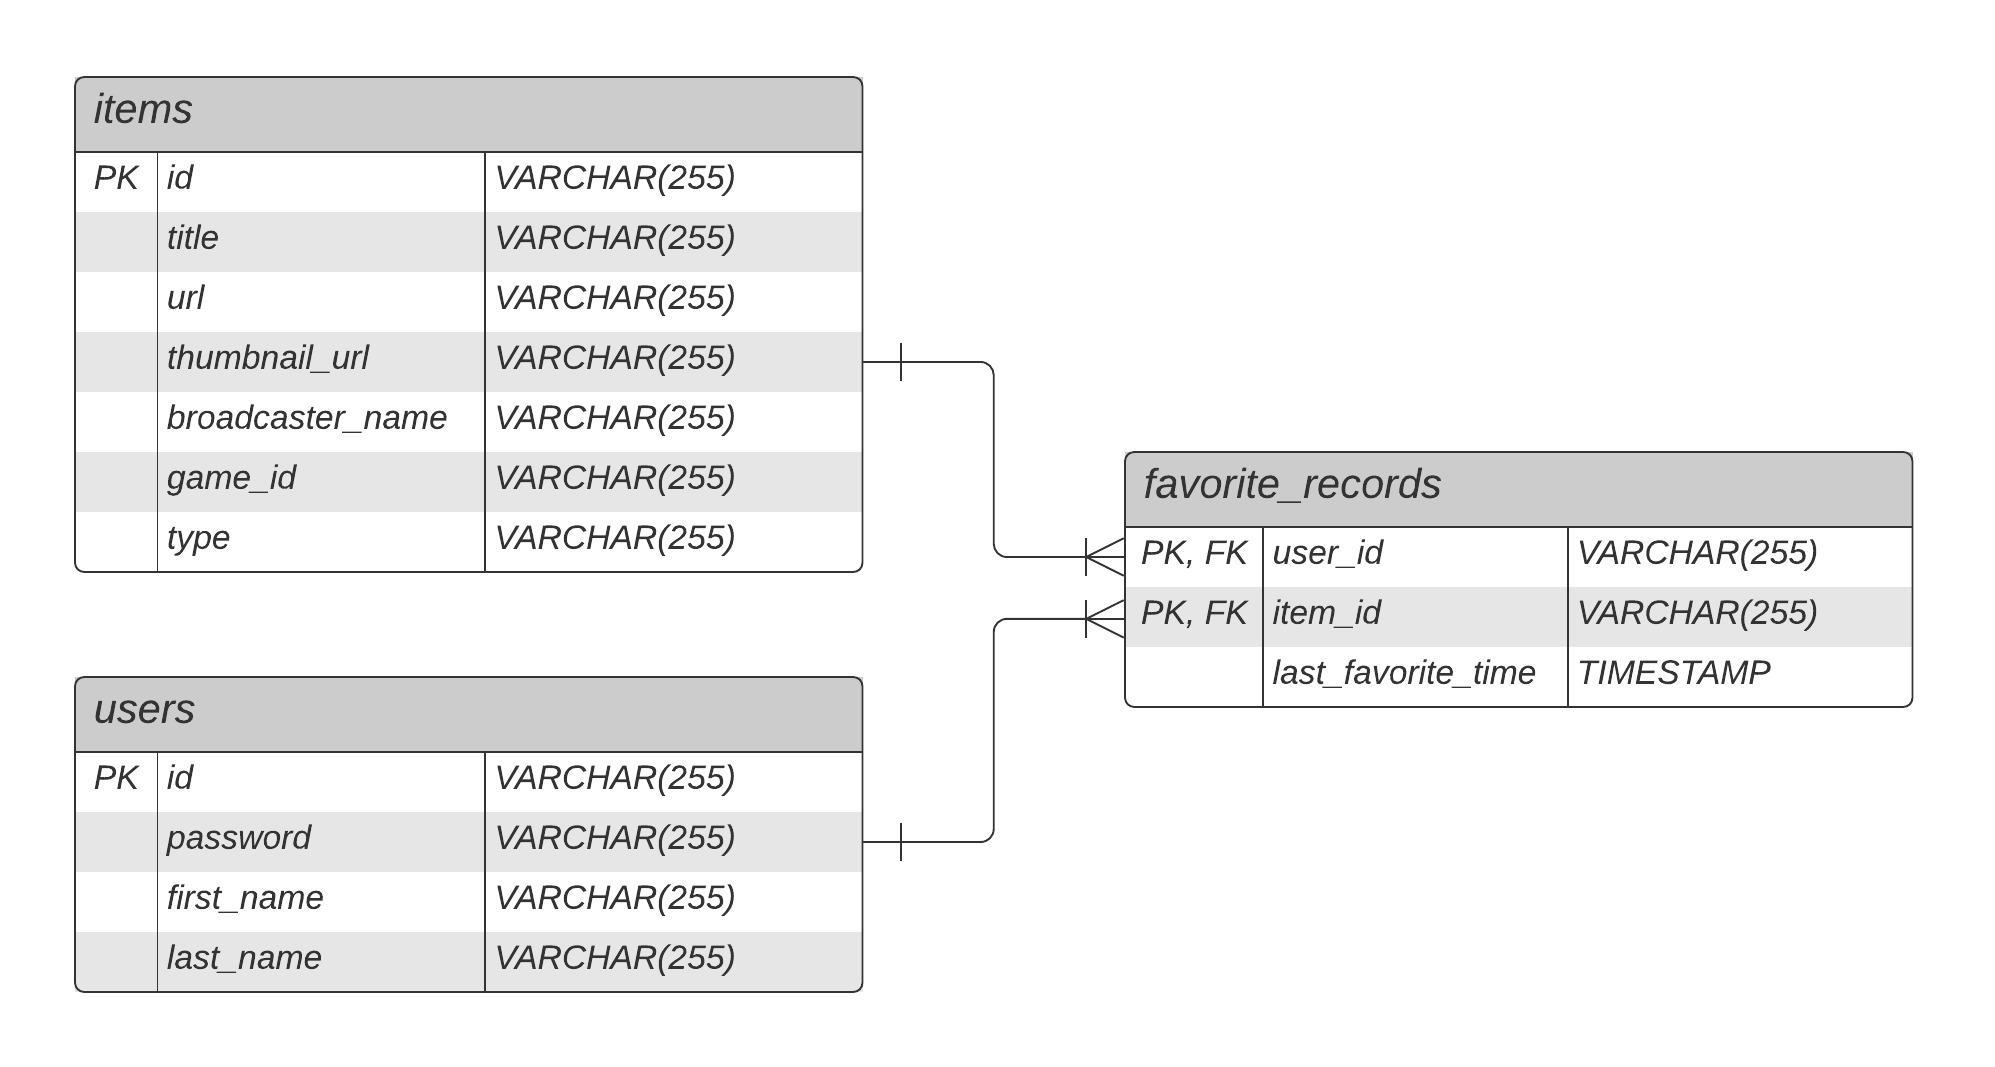 items
PK id VARCHAR(255)
title VARCHAR(255)
url VARCHAR(255)
thumbnail_url VARCHAR(255)
broadcaster_name VARCHAR(255)
game_id VARCHAR(255)
type VARCHAR(255)
favorite_records
PK, FK user_id VARCHAR(255)
PK, FK item_id VARCHAR(255)
last_favorite_time TIMESTAMP
users
PK id VARCHAR(255)
password VARCHAR(255)
first_name VARCHAR(255)
last_name VARCHAR(255)